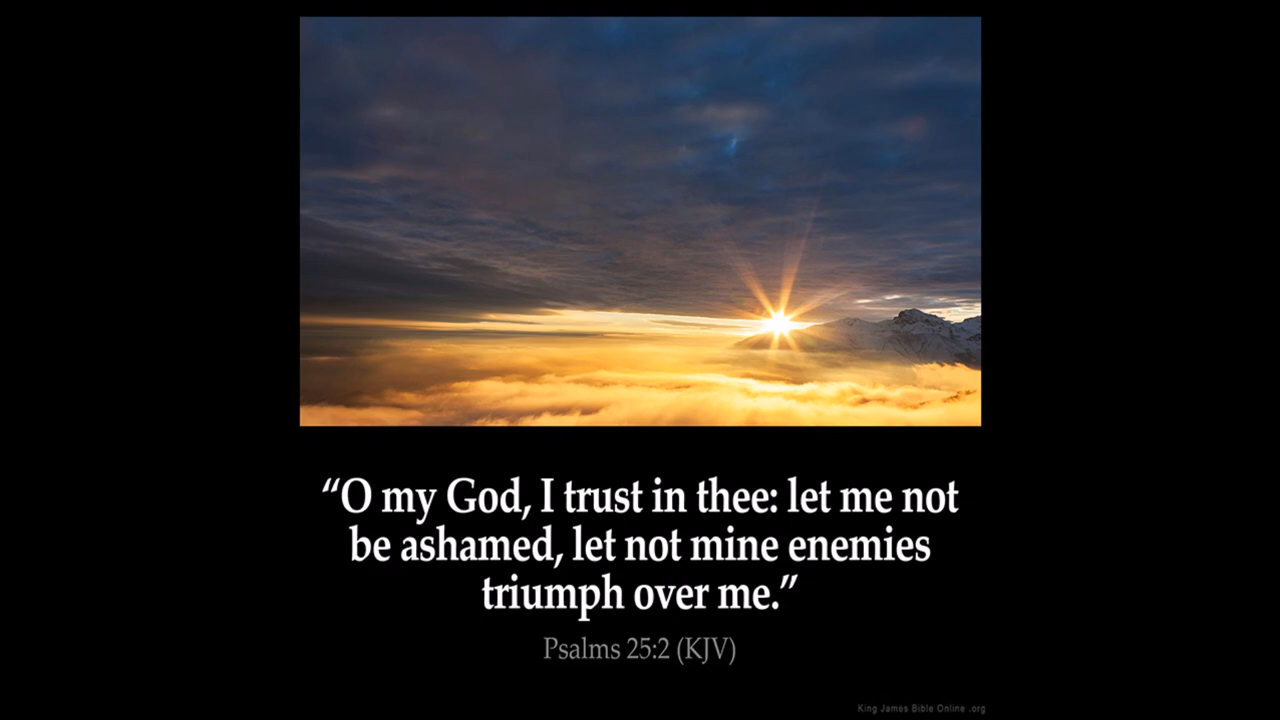 “O my God, I trust in thee: let me not
be ashamed, let not mine enemies
triumph over me.”
Psalms 25:2 (KJV)
King James Bible Online .org